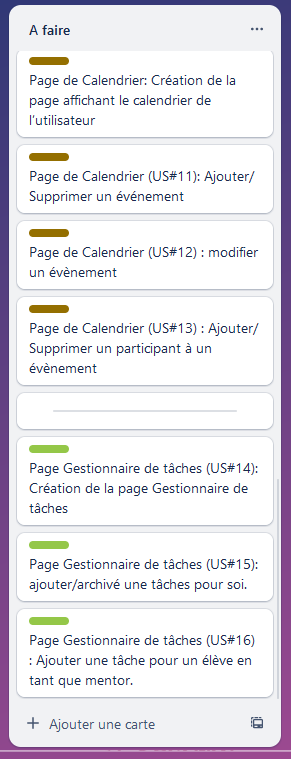 A faire
Page de Calendrier: Création de la
page affichant le calendrier de
l'utilisateur
Page de Calendrier (US#11): Ajouter/
Supprimer un événement
Page de Calendrier (US#12) : modifier
un évènement
Page de Calendrier (US#13) : Ajouter/
Supprimer un participant à un
évènement
Page Gestionnaire de tâches (US#14):
Création de la page Gestionnaire de
tâches
Page Gestionnaire de tâches (US#15):
ajouter/archivé une tâches pour soi.
Page Gestionnaire de tâches (US#16)
: Ajouter une tâche pour un élève en
tant que mentor.
Ajouter une carte